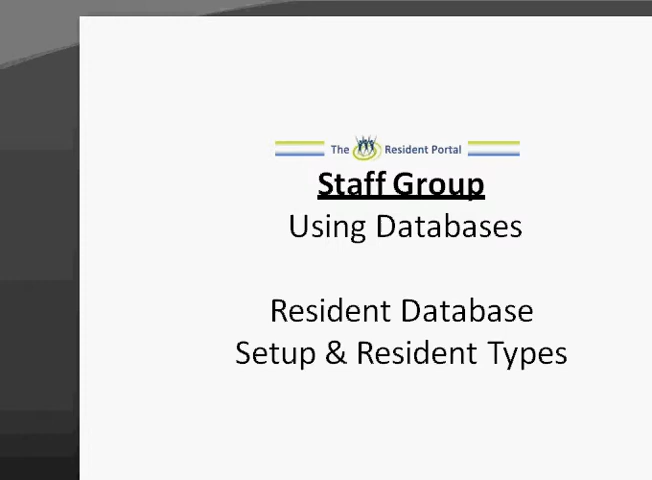 The Resident Portal
Staff Group
Using Databases
Resident Database
Setup & Resident Types